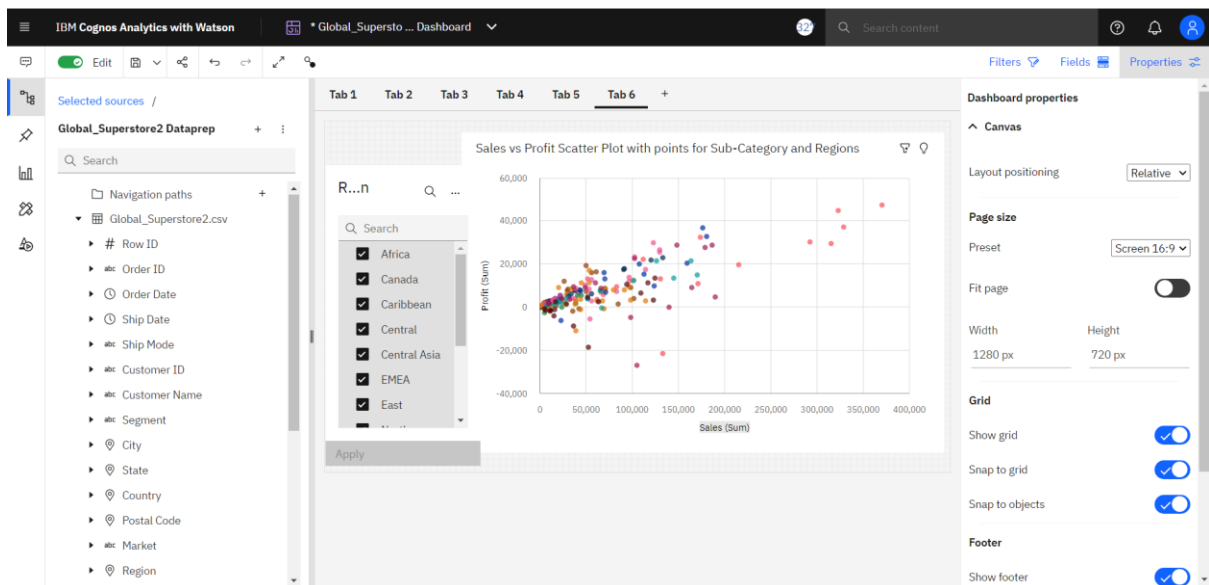 IBM Cognos Analytics with Watson
* Global_Supersto ... Dashboard
32°
Search content
Edit
Filters
Fields
Properties
Selected sources /
Global_Superstore2 Dataprep
Search
Navigation paths
Global_Superstore2.csv
# Row ID
abc Order ID
Order Date
Ship Date
abc Ship Mode
abc Customer ID
abc Customer Name
abc Segment
City
State
Country
Postal Code
abc Market
Region
Tab 1 Tab 2 Tab 3 Tab 4 Tab 5 Tab 6 +
Sales vs Profit Scatter Plot with points for Sub-Category and Regions
R...n
...
Search
Africa
Canada
Caribbean
Central
Central Asia
EMEA
East
Apply
Profit (Sum)
60,000
40,000
20,000
0
-20,000
-40,000
0 50,000 100,000 150,000 200,000 250,000 300,000 350,000 400,000
Sales (Sum)
Dashboard properties
Canvas
Layout positioning Relative
Page size
Preset Screen 16:9
Fit page
Width Height
1280 px 720 px
Grid
Show grid
Snap to grid
Snap to objects
Footer
Show footer